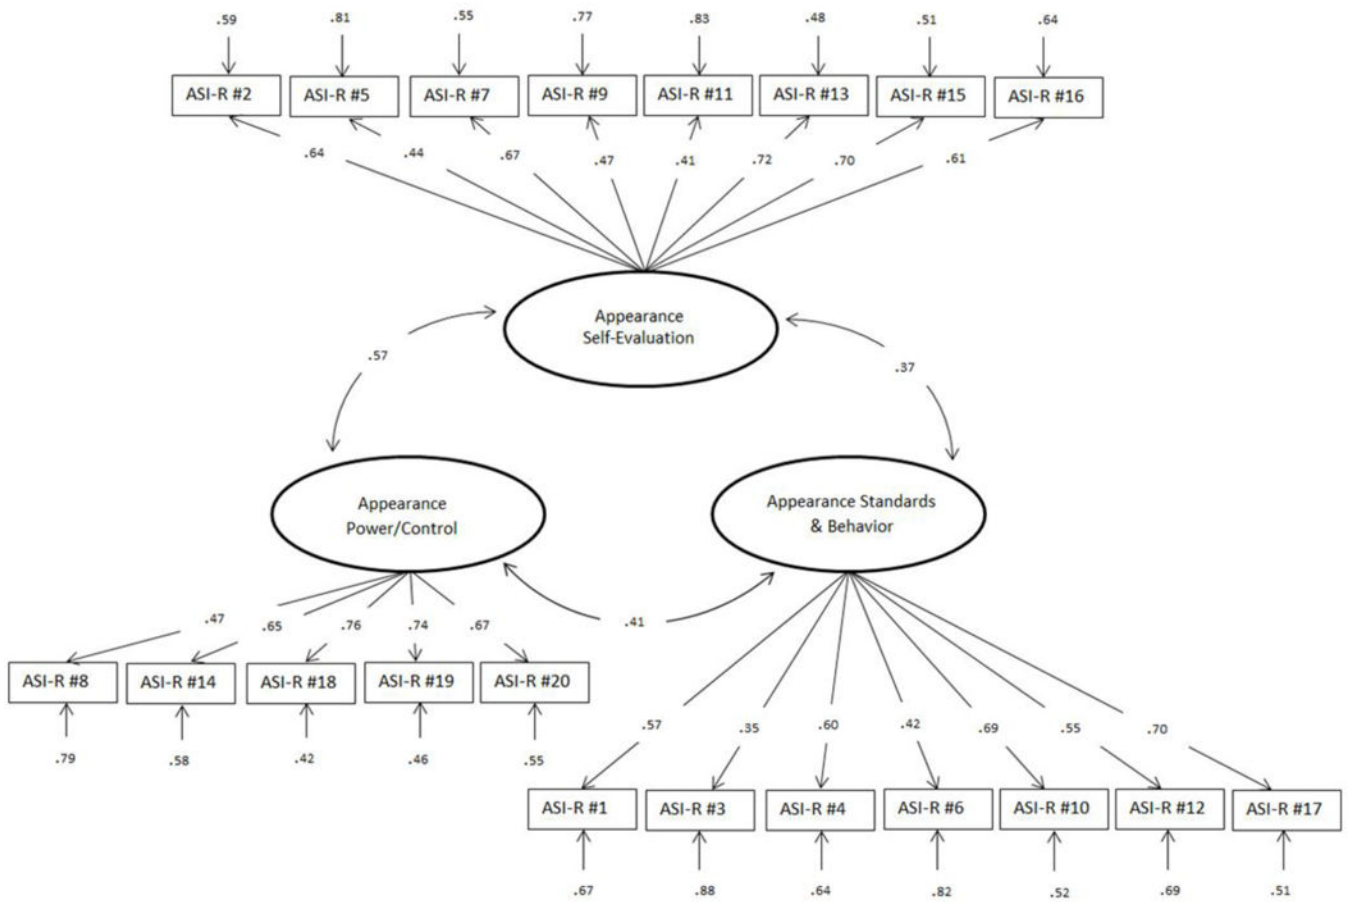 .59 .81 .55 .77 .83 .48 .51 .64
ASI-R #2 ASI-R #5 ASI-R #7 ASI-R #9 ASI-R #11 ASI-R #13 ASI-R #15 ASI-R #16
.64 .44 .67 .47 .41 .72 .70 .61
Appearance
Self-Evaluation
.57 .37
Appearance
Power/Control
Appearance Standards
& Behavior
.41
.47 .65 .76 .74 .67
ASI-R #8 ASI-R #14 ASI-R #18 ASI-R #19 ASI-R #20
.79 .58 .42 .46 .55
.57 .35 .60 .42 .69 .55 .70
ASI-R #1 ASI-R #3 ASI-R #4 ASI-R #6 ASI-R #10 ASI-R #12 ASI-R #17
.67 .88 .64 .82 .52 .69 .51